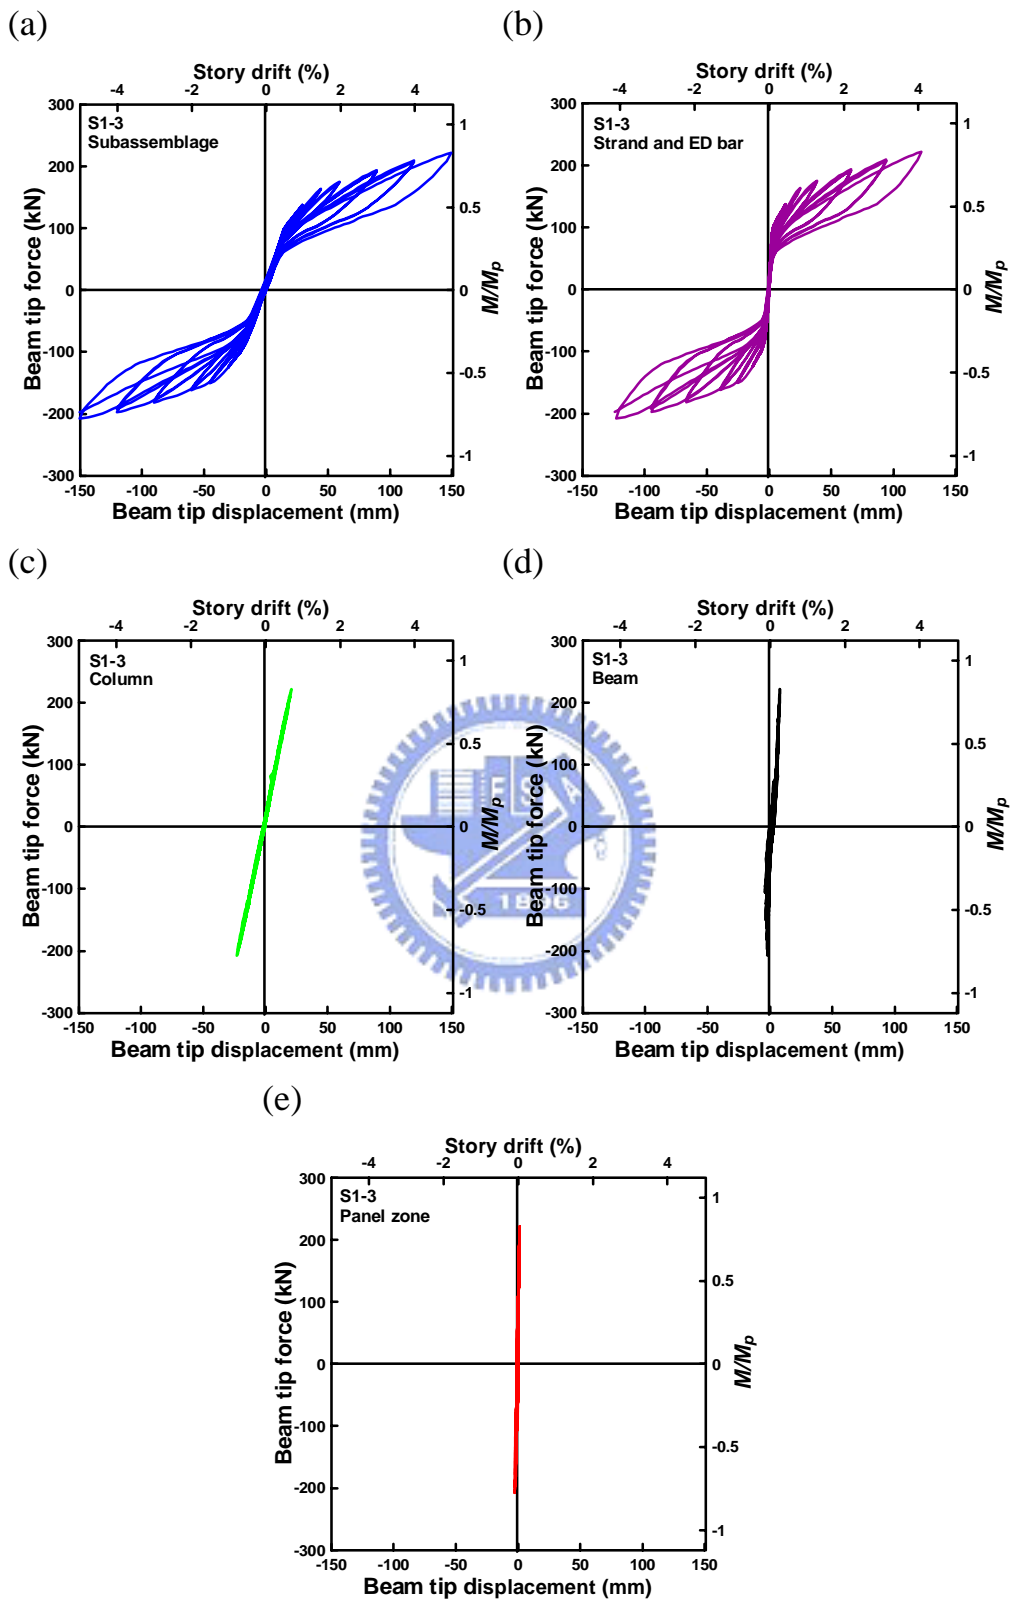 (a)
Story drift (%)
-4 -2 0 2 4
S1-3
Subassemblage
Beam tip force (kN)
300
200
100
0
-100
-200
-300
1
0.5
0
-0.5
-1
M/Mp
-150 -100 -50 0 50 100 150
Beam tip displacement (mm)
(b)
Story drift (%)
-4 -2 0 2 4
S1-3
Strand and ED bar
Beam tip force (kN)
300
200
100
0
-100
-200
-300
1
0.5
0
-0.5
-1
M/Mp
-150 -100 -50 0 50 100 150
Beam tip displacement (mm)
(c)
Story drift (%)
-4 -2 0 2 4
S1-3
Column
Beam tip force (kN)
300
200
100
0
-100
-200
-300
1
0.5
0
-0.5
-1
M/Mp
-150 -100 -50 0 50 100 150
Beam tip displacement (mm)
(d)
Story drift (%)
-4 -2 0 2 4
S1-3
Beam
Beam tip force (kN)
300
200
100
0
-100
-200
-300
1
0.5
0
-0.5
-1
M/Mp
-150 -100 -50 0 50 100 150
Beam tip displacement (mm)
1896
(e)
Story drift (%)
-4 -2 0 2 4
S1-3
Panel zone
Beam tip force (kN)
300
200
100
0
-100
-200
-300
1
0.5
0
-0.5
-1
M/Mp
-150 -100 -50 0 50 100 150
Beam tip displacement (mm)